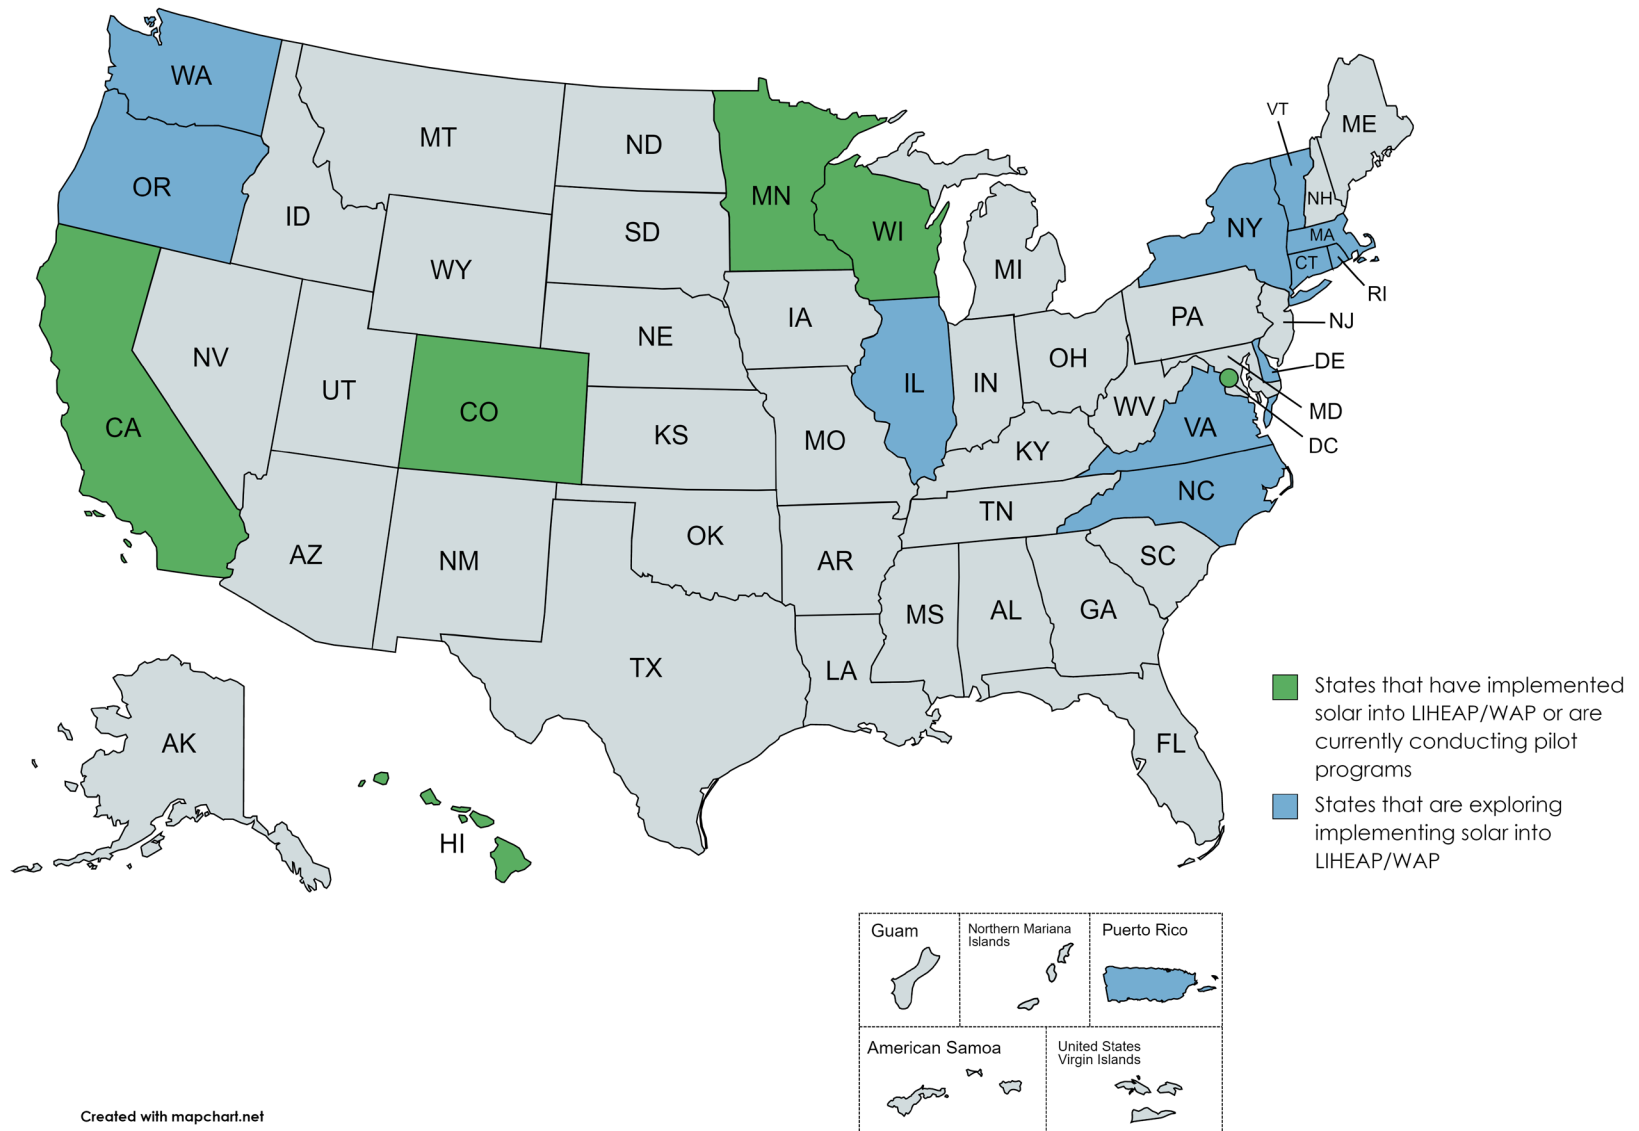 WA
OR
CA
ID
NV
MT
WY
UT
CO
AZ
NM
ND
SD
NE
KS
OK
TX
MN
IA
MO
AR
LA
WI
IL
MI
IN
OH
KY
TN
MS
AL
GA
FL
SC
NC
VA
WV
PA
NY
VT
NH
ME
MA
CT
RI
NJ
DE
MD
DC
AK
HI
States that have implemented
solar into LIHEAP/WAP or are
currently conducting pilot
programs
States that are exploring
implementing solar into
LIHEAP/WAP
Guam
Northern Mariana
Islands
Puerto Rico
American Samoa
United States
Virgin Islands
Created with mapchart.net